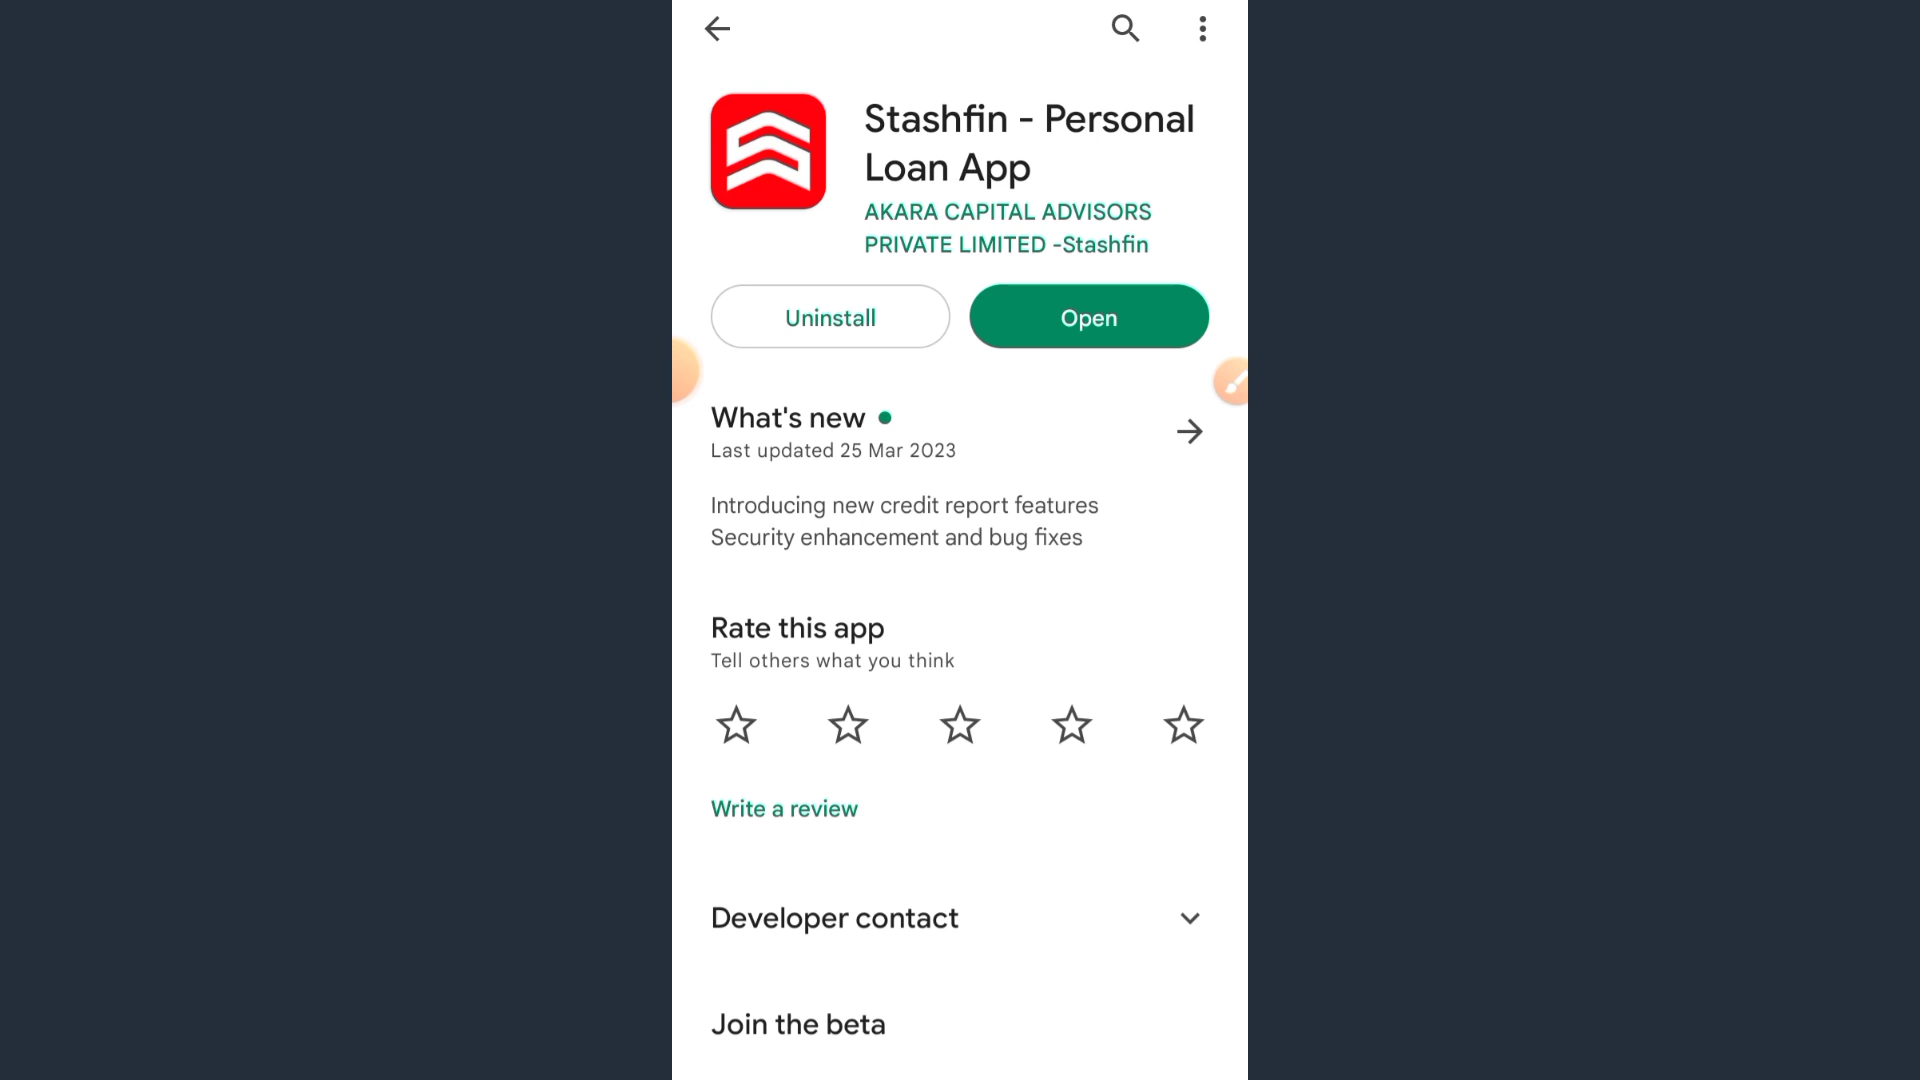 Stashfin - Personal
Loan App
AKARA CAPITAL ADVISORS
PRIVATE LIMITED -Stashfin
Uninstall
Open
What's new
Last updated 25 Mar 2023
Introducing new credit report features
Security enhancement and bug fixes
Rate this app
Tell others what you think
Write a review
Developer contact
Join the beta